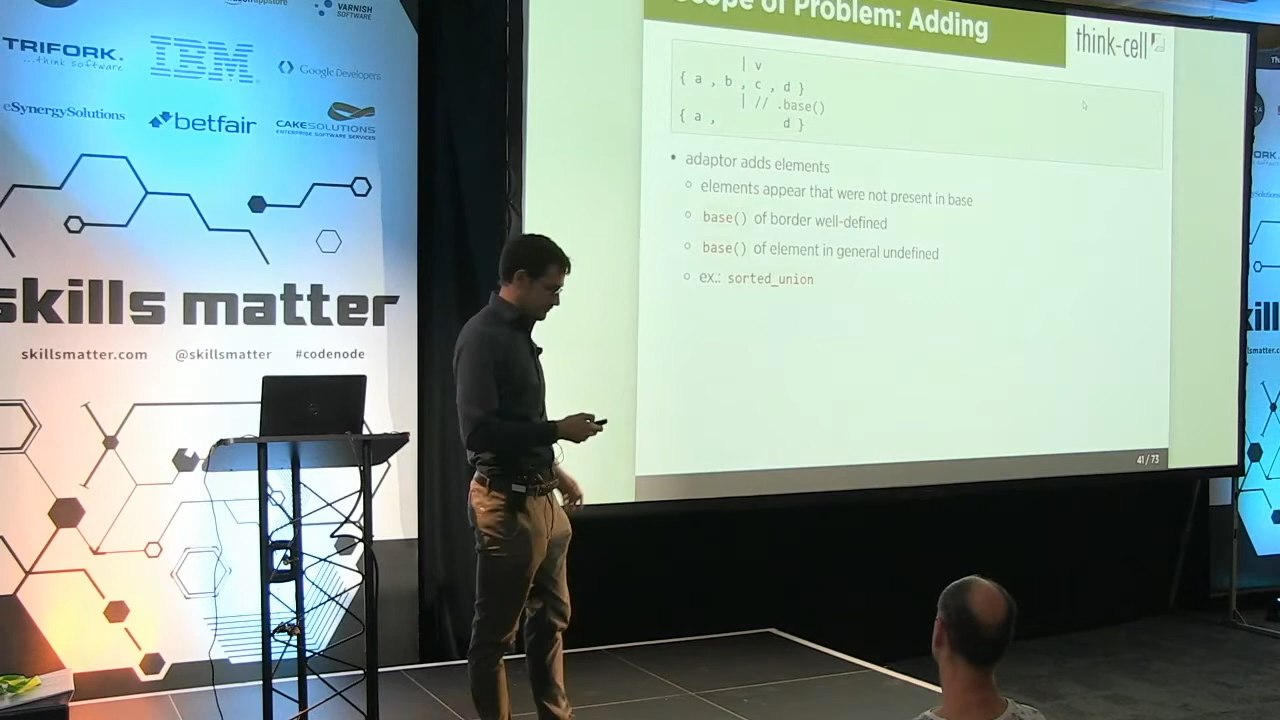 VARNISH
SOFTWARE
TRIFORK.
...think software
IBM
Google Developers
eSynergySolutions
betfair
CAKESOLUTIONS
ENTERPRISE SOFTWARE SERVICES
skills matter
skillsmatter.com @skillsmatter #codenode
Scope of Problem: Adding
think-cell
| v
{ a , b , c , d }
| // .base()
{ a , d }
• adaptor adds elements
○ elements appear that were not present in base
○ base() of border well-defined
○ base() of element in general undefined
○ ex.: sorted_union
41 / 73